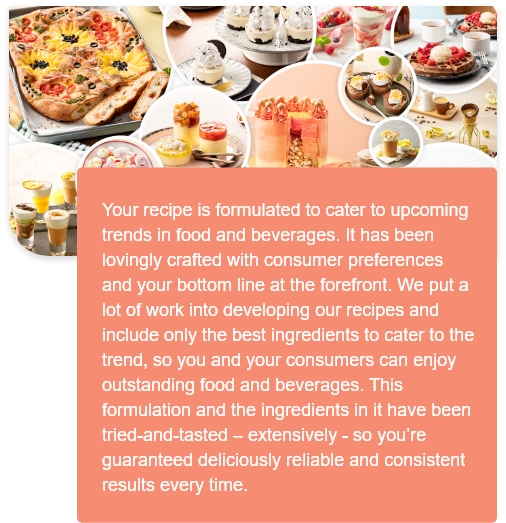 Your recipe is formulated to cater to upcoming
trends in food and beverages. It has been
lovingly crafted with consumer preferences
and your bottom line at the forefront. We put a
lot of work into developing our recipes and
include only the best ingredients to cater to the
trend, so you and your consumers can enjoy
outstanding food and beverages. This
formulation and the ingredients in it have been
tried-and-tasted – extensively - so you’re
guaranteed deliciously reliable and consistent
results every time.